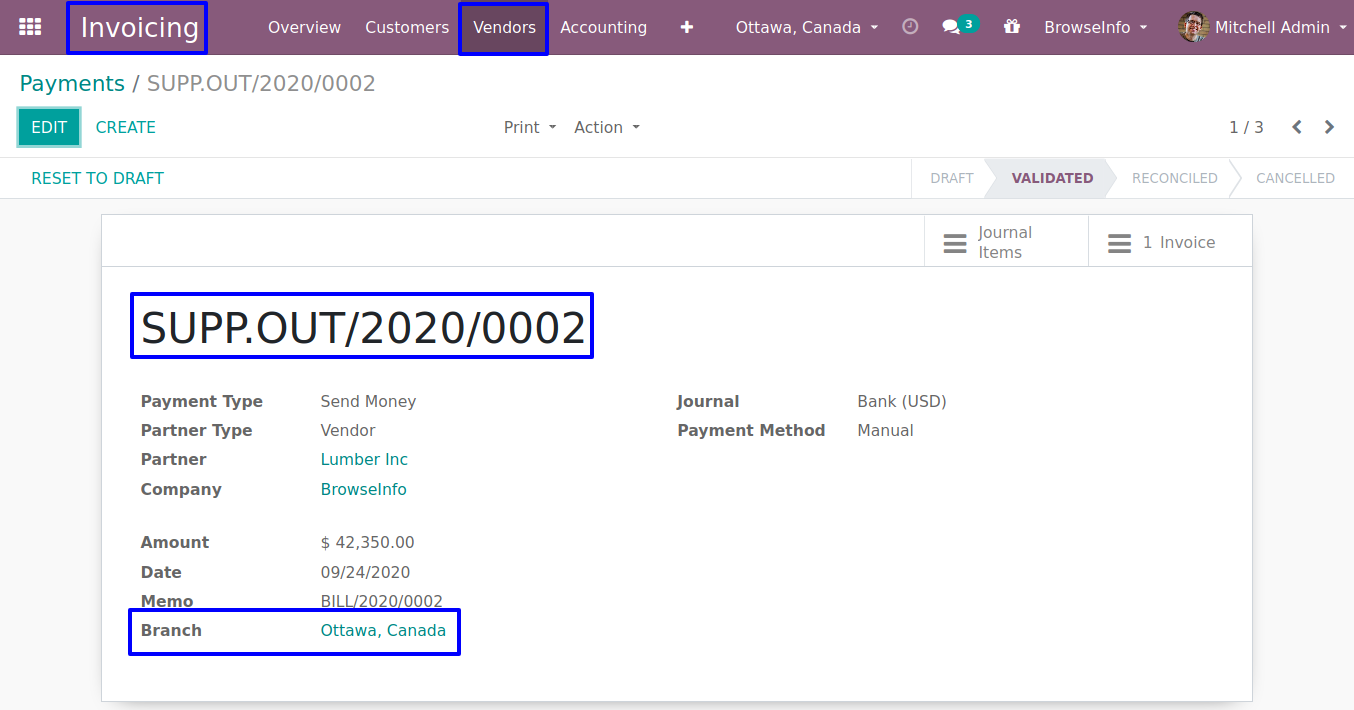 Invoicing Overview Customers Vendors Accounting Ottawa, Canada 3 BrowseInfo Mitchell Admin
Payments / SUPP.OUT/2020/0002
EDIT CREATE Print Action 1 / 3
RESET TO DRAFT DRAFT VALIDATED RECONCILED CANCELLED
Journal
Items
1 Invoice
SUPP.OUT/2020/0002
Payment Type Send Money Journal Bank (USD)
Partner Type Vendor Payment Method Manual
Partner Lumber Inc
Company BrowseInfo
Amount $ 42,350.00
Date 09/24/2020
Memo BILL/2020/0002
Branch Ottawa, Canada